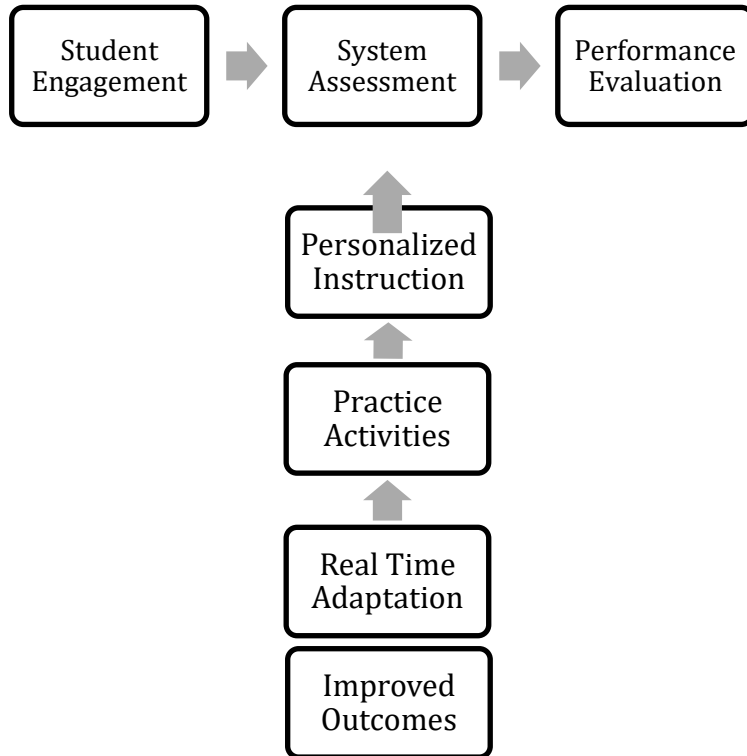 Student
Engagement
System
Assessment
Performance
Evaluation
Personalized
Instruction
Practice
Activities
Real Time
Adaptation
Improved
Outcomes